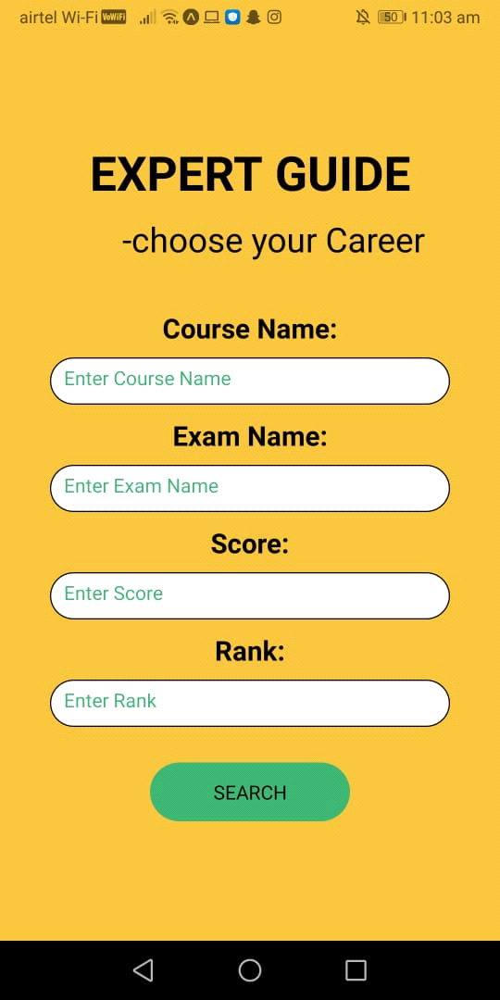 airtel Wi-Fi VoWiFi 50 11:03 am
EXPERT GUIDE
-choose your Career
Course Name:
Enter Course Name
Exam Name:
Enter Exam Name
Score:
Enter Score
Rank:
Enter Rank
SEARCH